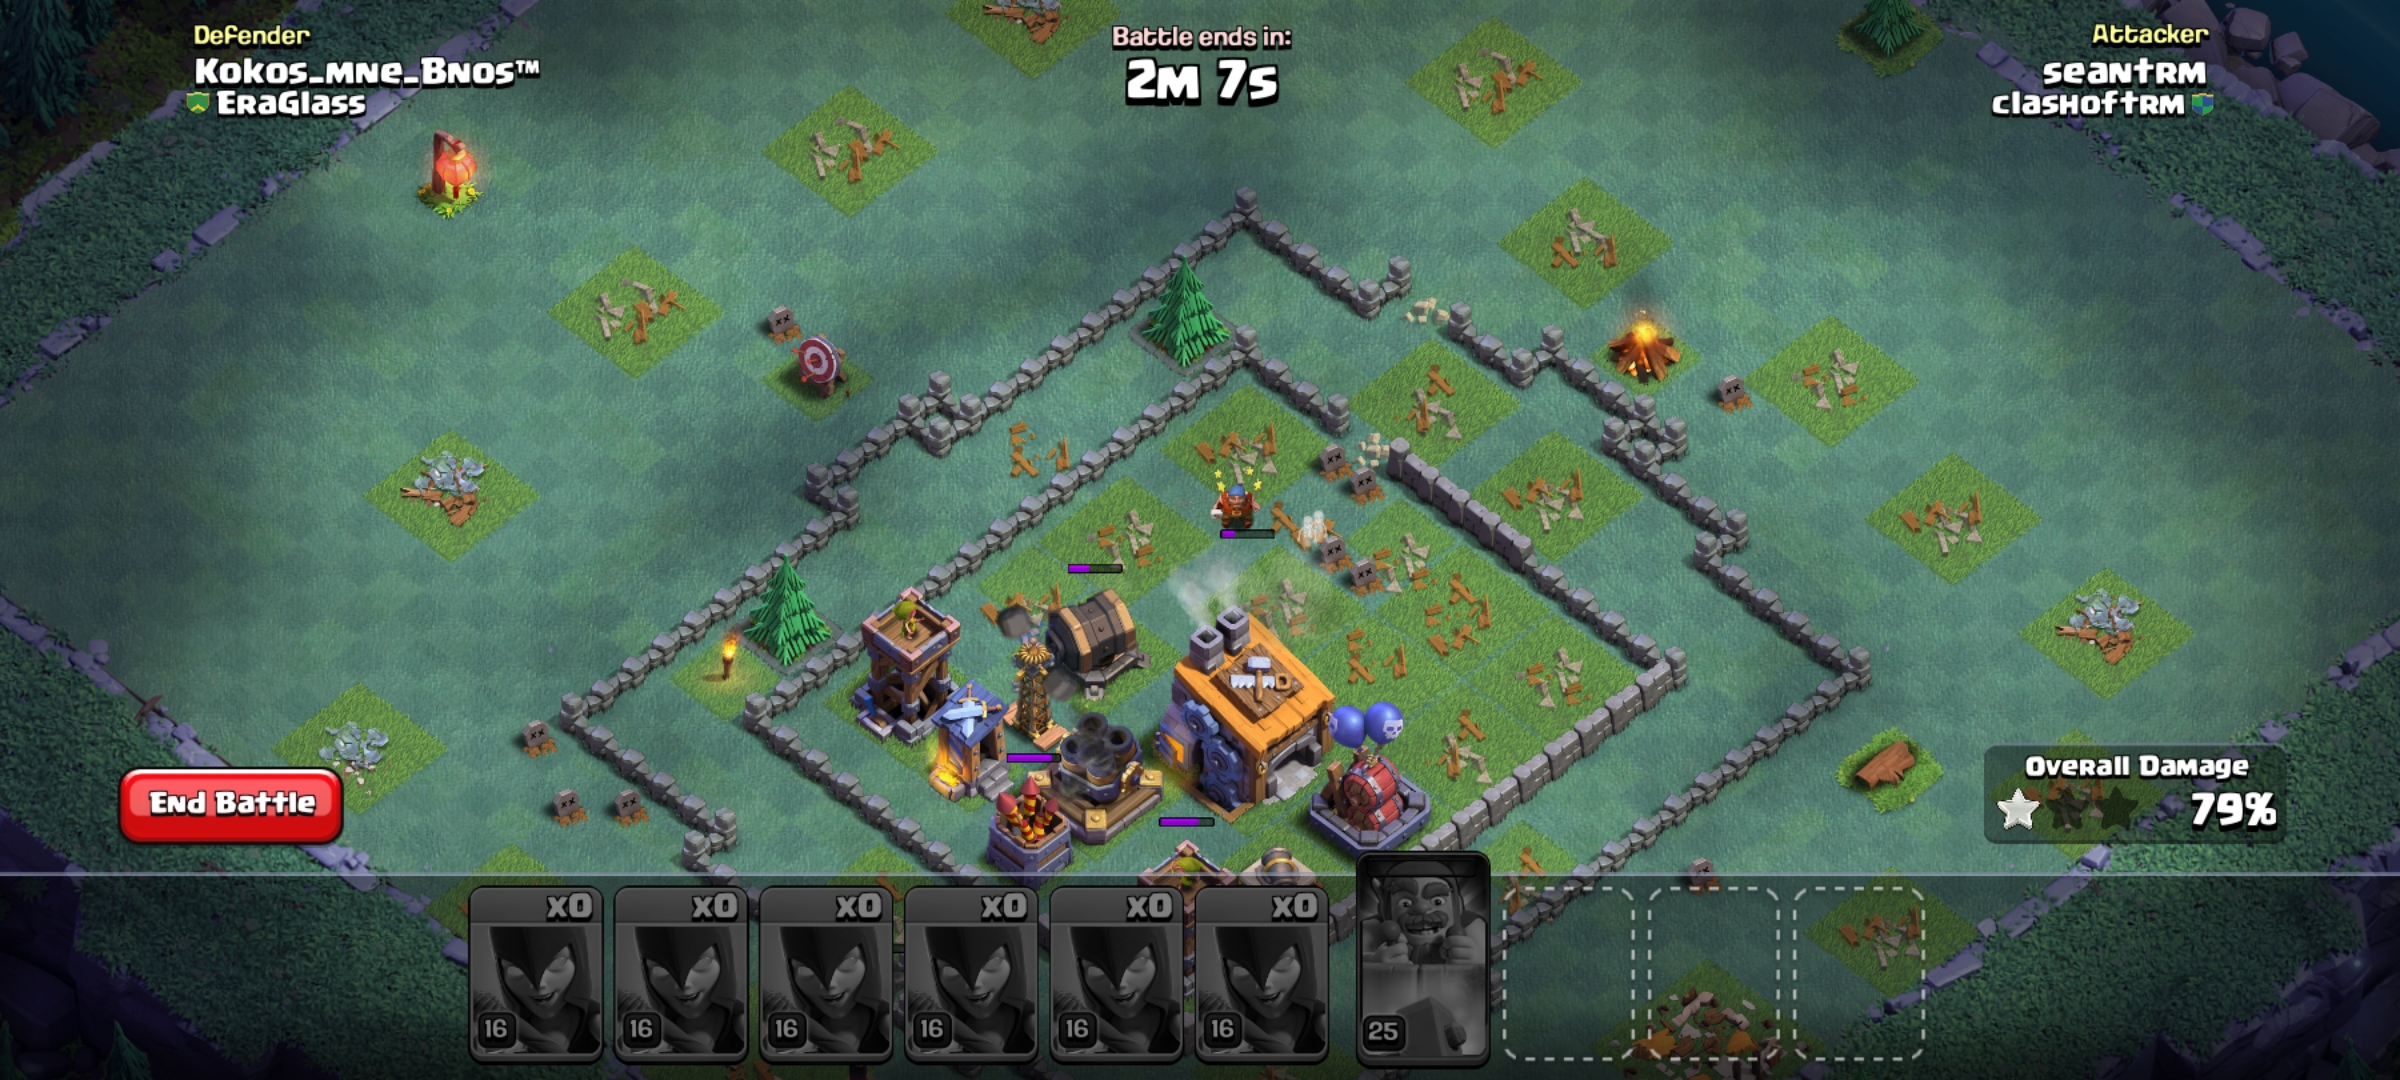 Defender
Kokos_mne_Bnos™
EraGlass
Battle ends in:
2m 7s
Attacker
seantrm
clashoftrm
End Battle
Overall Damage
79%
x0 x0 x0 x0 x0 x0
16 16 16 16 16 16 25